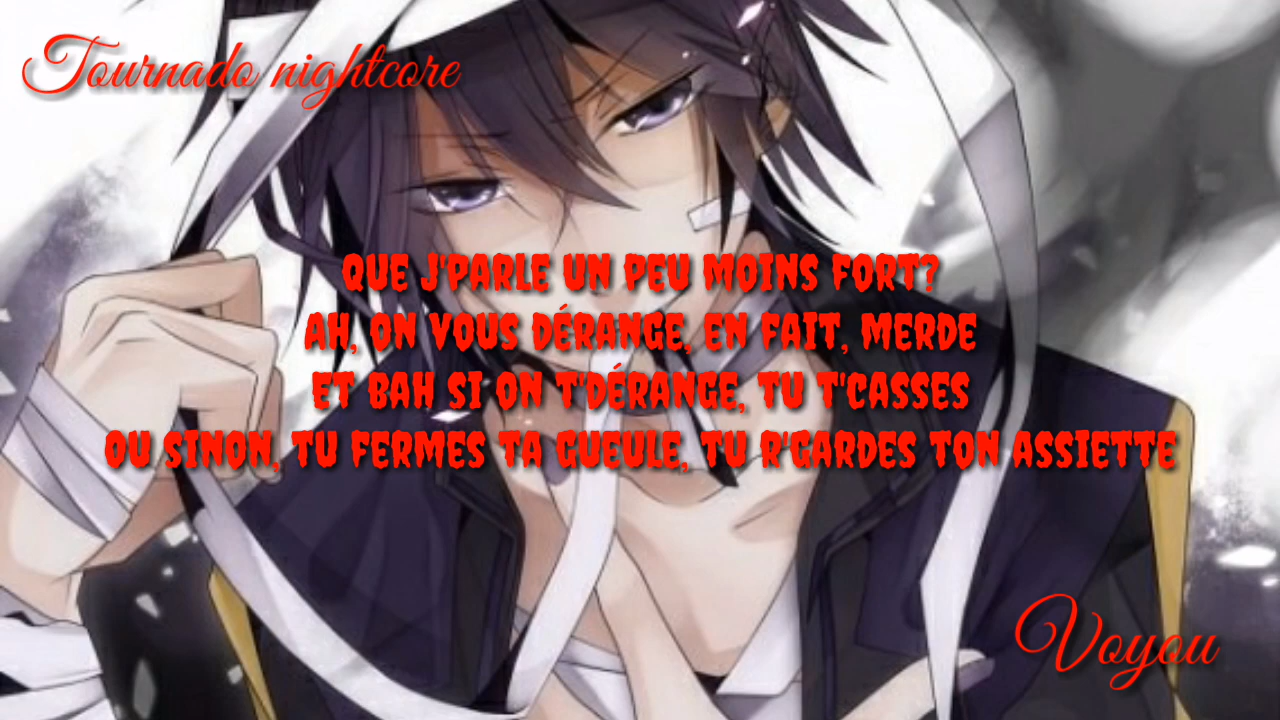 Tournado nightcore
QUE J'PARLE UN PEU MOINS FORT?
AH, ON VOUS DÉRANGE, EN FAIT, MERDE
ET BAH SI ON T'DÉRANGE, TU T'CASSES
OU SINON, TU FERMES TA GUEULE, TU R'GARDES TON ASSIETTE
Voyou